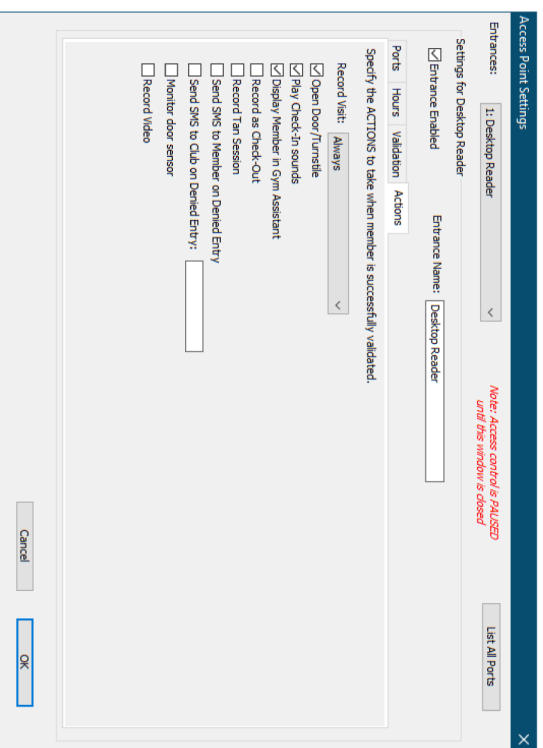 Access Point Settings
Entrances: 1: Desktop Reader
Note: Access control is PAUSED
until this window is closed
List All Ports
Settings for Desktop Reader
Entrance Enabled
Entrance Name: Desktop Reader
Ports Hours Validation Actions
Specify the ACTIONS to take when member is successfully validated.
Record Visit: Always
Open Door/Turnstile
Play Check-In sounds
Display Member in Gym Assistant
Record as Check-Out
Record Tan Session
Send SMS to Member on Denied Entry
Send SMS to Club on Denied Entry:
Monitor door sensor
Record Video
Cancel OK